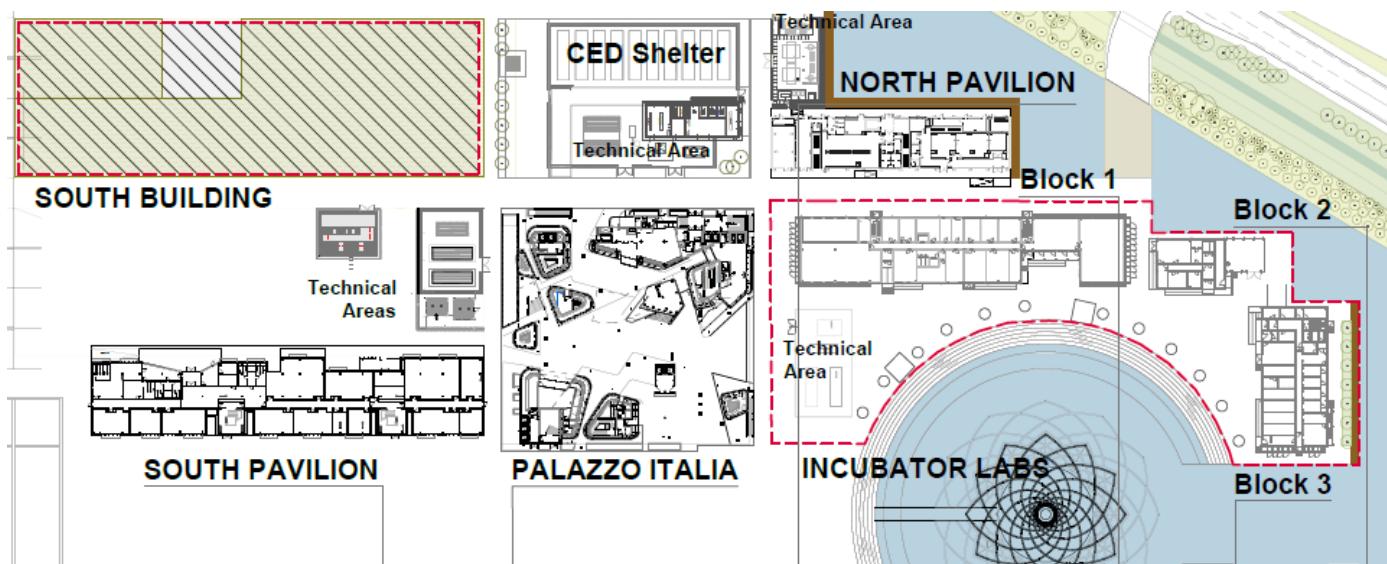 Technical Area
CED Shelter
NORTH PAVILION
Technical Area
Block 1
SOUTH BUILDING
Block 2
Technical
Areas
Technical
Area
SOUTH PAVILION
PALAZZO ITALIA
INCUBATOR LABS
Block 3